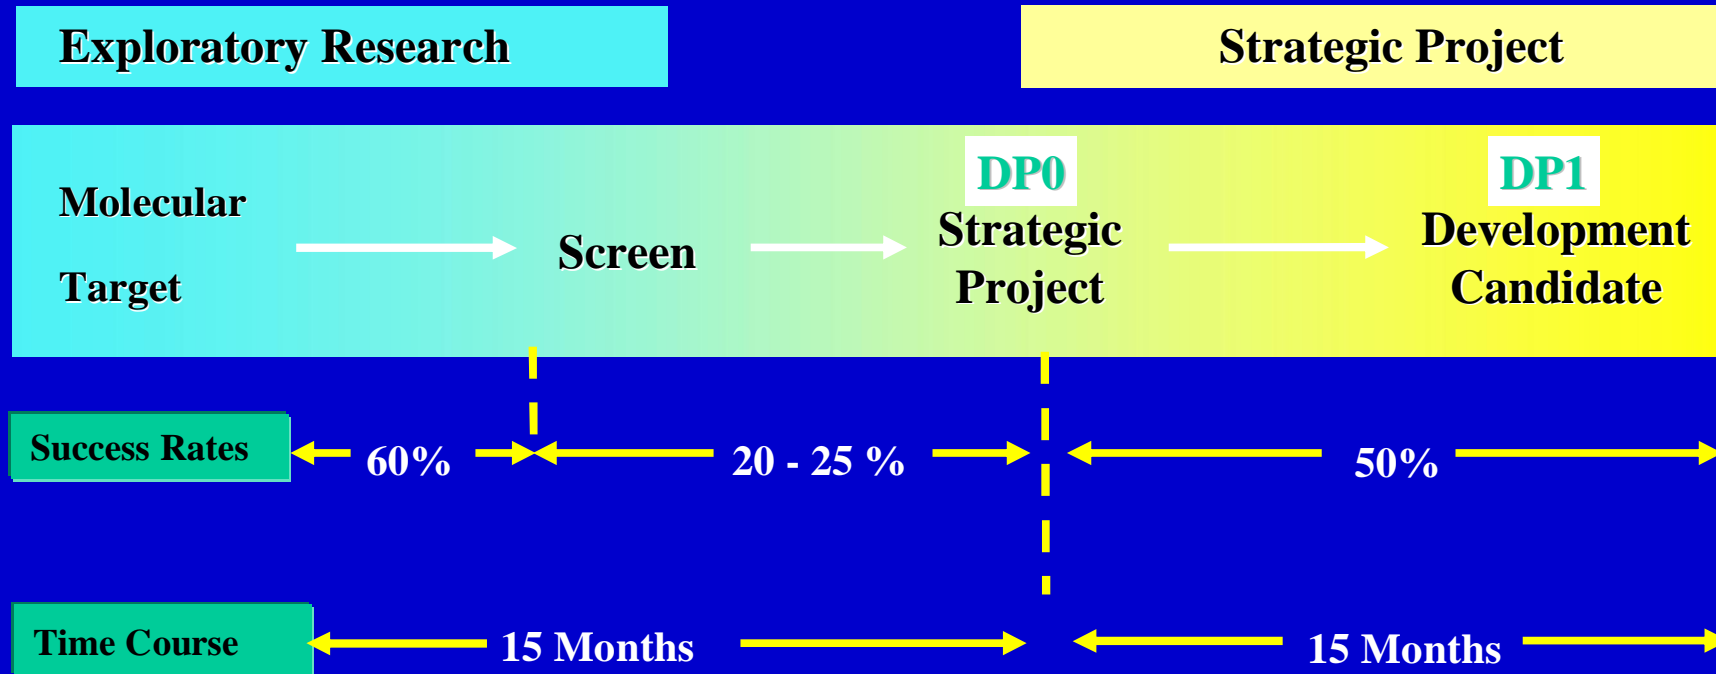 Exploratory Research
Strategic Project
Molecular
Target
Screen
DP0
Strategic
Project
DP1
Development
Candidate
Success Rates
60%
20 - 25 %
50%
Time Course
15 Months
15 Months